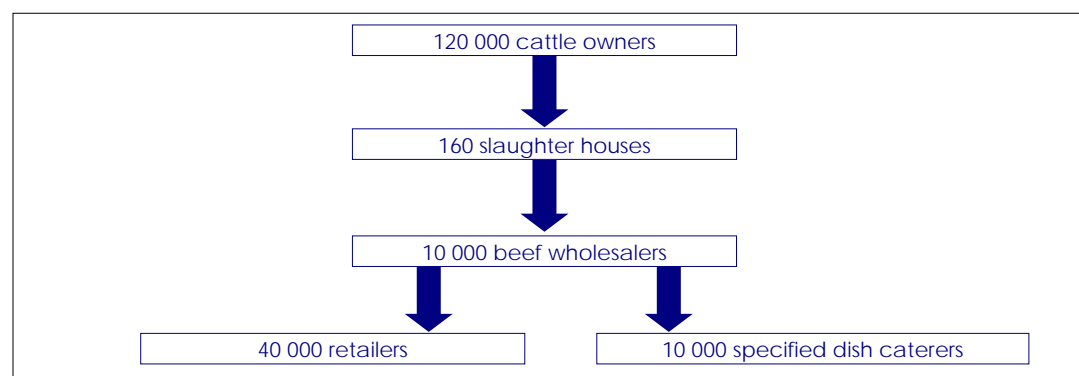 120 000 cattle owners
160 slaughter houses
10 000 beef wholesalers
40 000 retailers
10 000 specified dish caterers